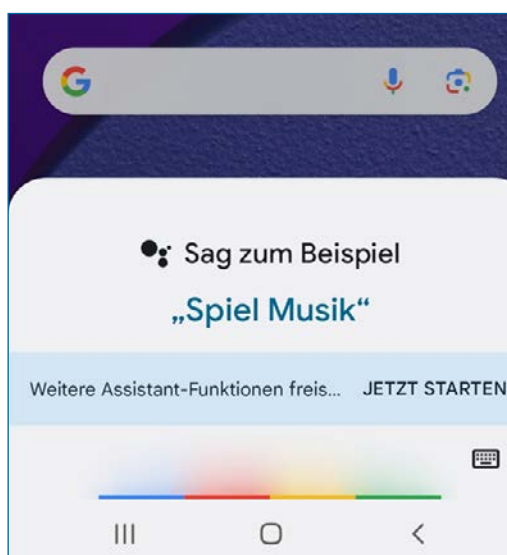 Sag zum Beispiel
„Spiel Musik“
Weitere Assistant-Funktionen freis... JETZT STARTEN